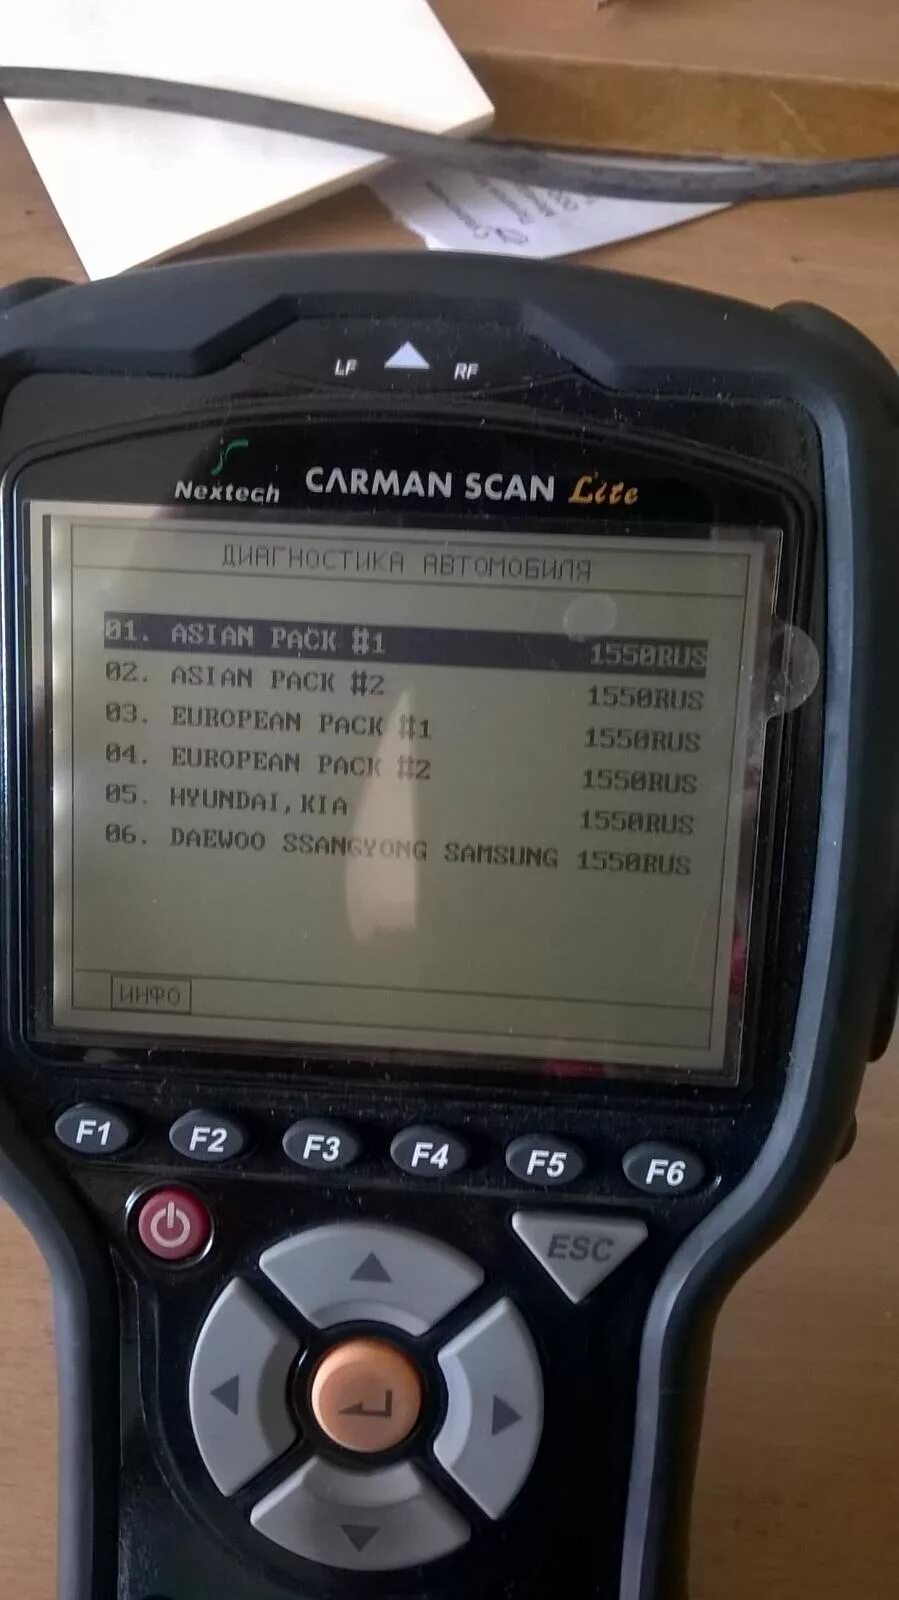 LF RF
Nextech CARMAN SCAN Lite
ДИАГНОСТИКА АВТОМОБИЛЯ
01. ASIAN PACK #1 1550RUS
02. ASIAN PACK #2 1550RUS
03. EUROPEAN PACK #1 1550RUS
04. EUROPEAN PACK #2 1550RUS
05. HYUNDAI,KIA 1550RUS
06. DAEWOO SSANGYONG SAMSUNG 1550RUS
ИНФО
F1 F2 F3 F4 F5 F6
ESC